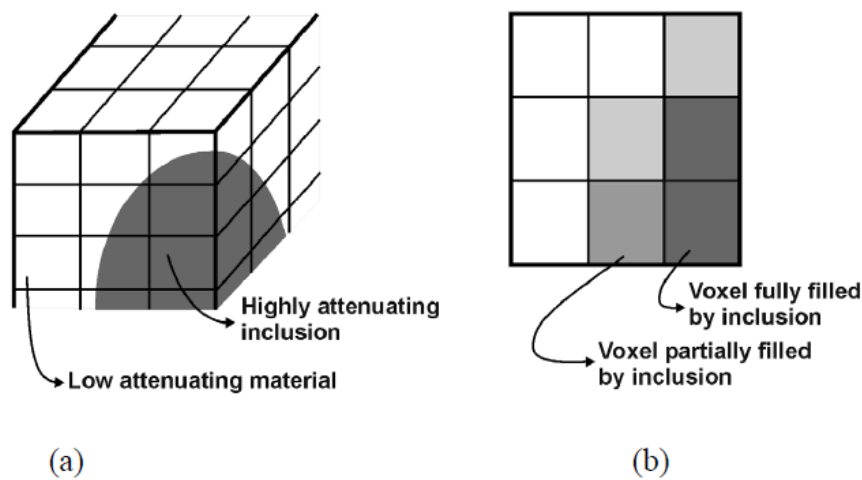 Highly attenuating
inclusion
Low attenuating material
(a)
Voxel fully filled
by inclusion
Voxel partially filled
by inclusion
(b)